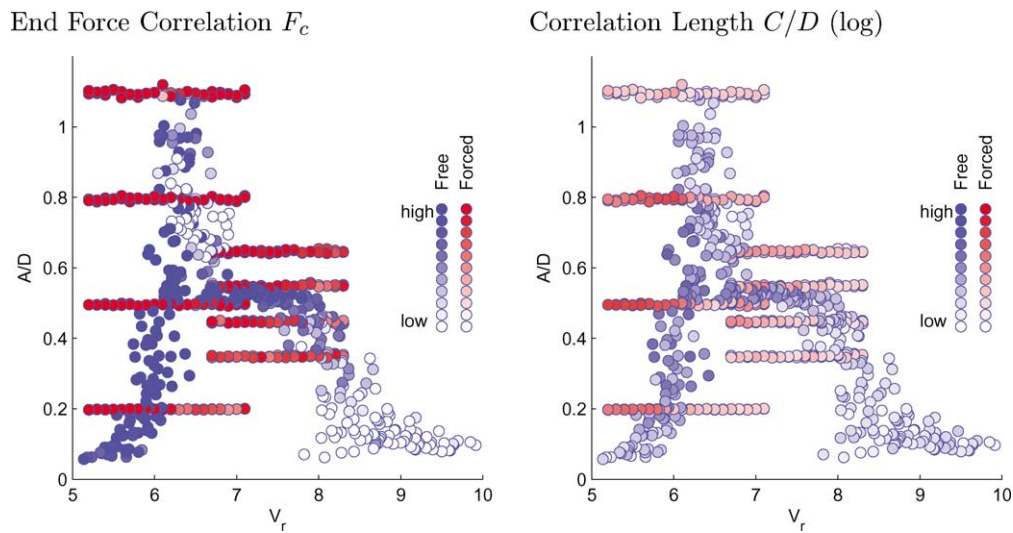 End Force Correlation F_c
Correlation Length C/D (log)
A/D
1
0.8
0.6
0.4
0.2
0
5
6
7
8
9
10
V_r
Free
Forced
high
low
A/D
1
0.8
0.6
0.4
0.2
0
5
6
7
8
9
10
V_r
Free
Forced
high
low